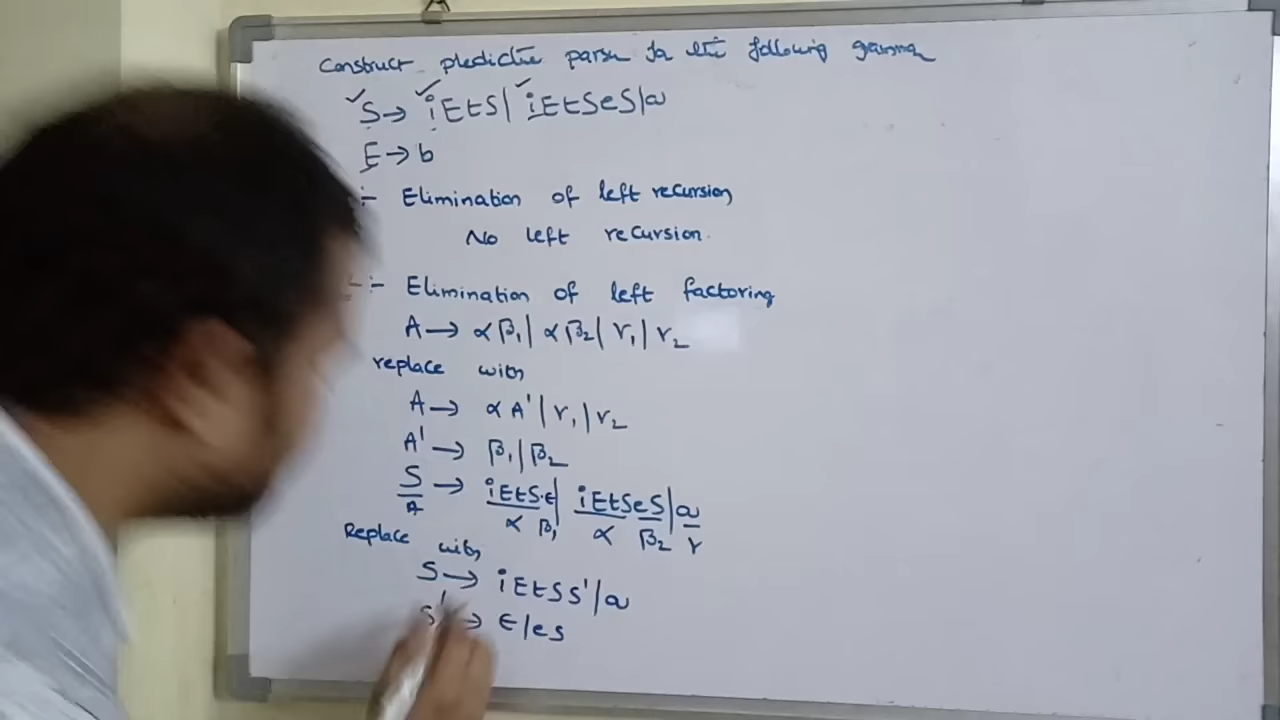 Construct predictive parser for the following gamma
S → iEtS | iEtSeS | a
E → b
:- Elimination of left recursion
No left recursion.
:- Elimination of left factoring
A → αβ₁ | αβ₂ | γ₁ | γ₂
replace with
A → αA' | γ₁ | γ₂
A' → β₁ | β₂
S → iEtS.ϵ | iEtSeS | a
A α β₁ α β₂ γ
Replace with
S → iEtSS' / a
S' → ϵ / es